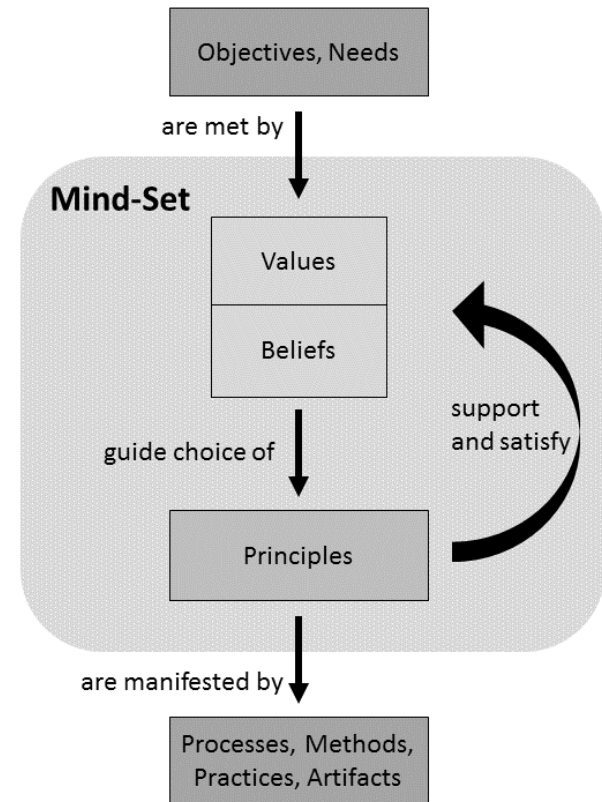 Objectives, Needs
are met by
Mind-Set
Values
Beliefs
support
and satisfy
guide choice of
Principles
are manifested by
Processes, Methods,
Practices, Artifacts